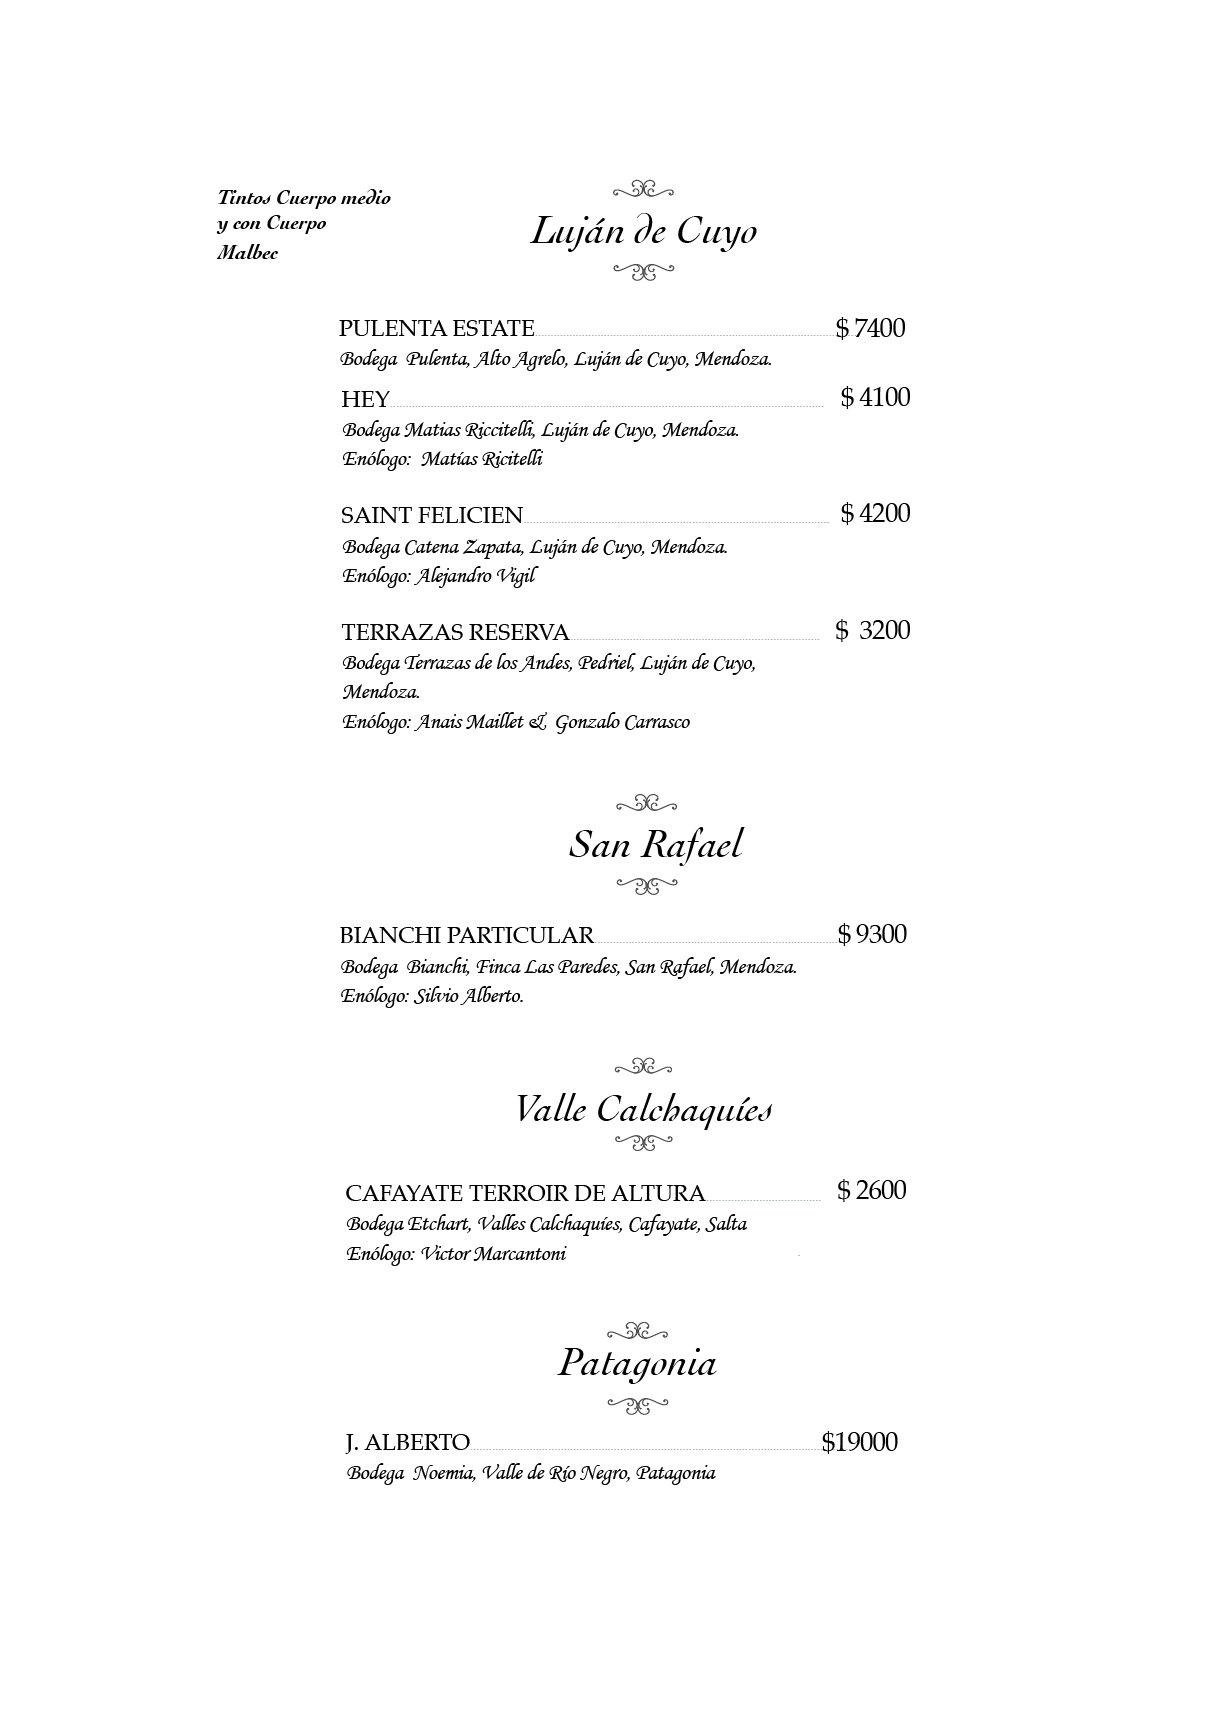 Tintos Cuerpo medio
y con Cuerpo
Malbec
Luján de Cuyo
PULENTA ESTATE $ 7400
Bodega Pulenta, Alto Agrelo, Luján de Cuyo, Mendoza.
HEY $ 4100
Bodega Matias Riccitelli, Luján de Cuyo, Mendoza.
Enólogo: Matías Ricitelli
SAINT FELICIEN $ 4200
Bodega Catena Zapata, Luján de Cuyo, Mendoza.
Enólogo: Alejandro Vigil
TERRAZAS RESERVA $ 3200
Bodega Terrazas de los Andes, Pedriel, Luján de Cuyo,
Mendoza.
Enólogo: Anais Maillet & Gonzalo Carrasco
San Rafael
BIANCHI PARTICULAR $ 9300
Bodega Bianchi, Finca Las Paredes, San Rafael, Mendoza.
Enólogo: Silvio Alberto.
Valle Calchaquíes
CAFAYATE TERROIR DE ALTURA $ 2600
Bodega Etchart, Valles Calchaquíes, Cafayate, Salta
Enólogo: Victor Marcantoni
Patagonia
J. ALBERTO $19000
Bodega Noemia, Valle de Río Negro, Patagonia